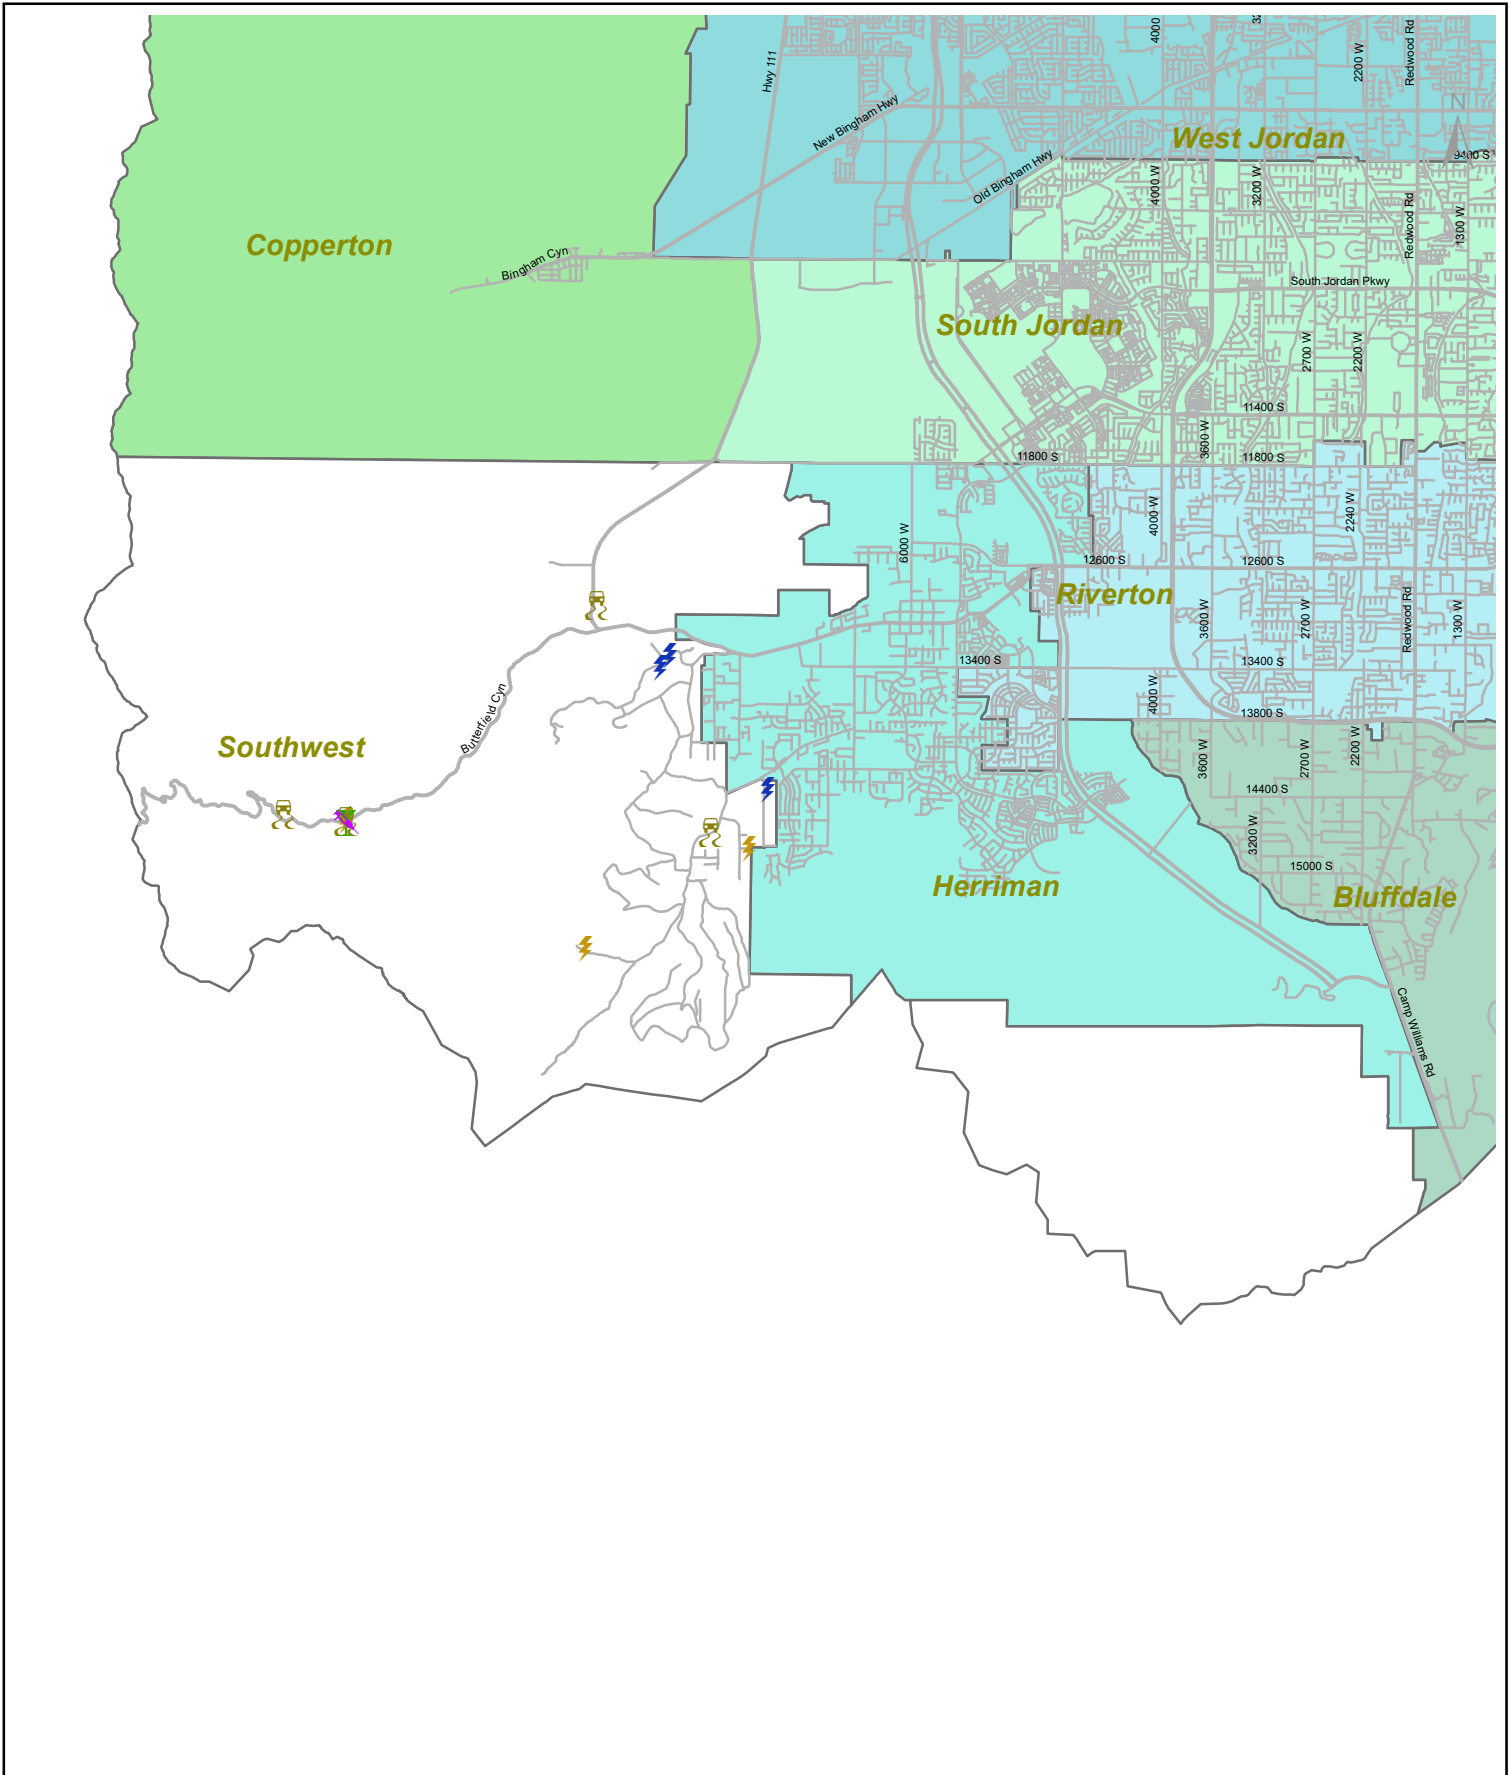 4000
32
2200 W
Redwood Rd
Hwy 111
New Bingham Hwy
N
West Jordan
9400 S
Old Bingham Hwy
4000 W
3200 W
Redwood Rd
1300 W
Copperton
Bingham Cyn
South Jordan Pkwy
South Jordan
2700 W
2200 W
11400 S
3600 W
11800 S
11800 S
4000 W
2240 W
6000 W
12600 S
12600 S
Riverton
Redwood Rd
3600 W
2700 W
1300 W
13400 S
13400 S
4000 W
13800 S
Butterfield Cyn
Southwest
3600 W
2700 W
2200 W
14400 S
3200 W
15000 S
Herriman
Bluffdale
Camp Williams Rd